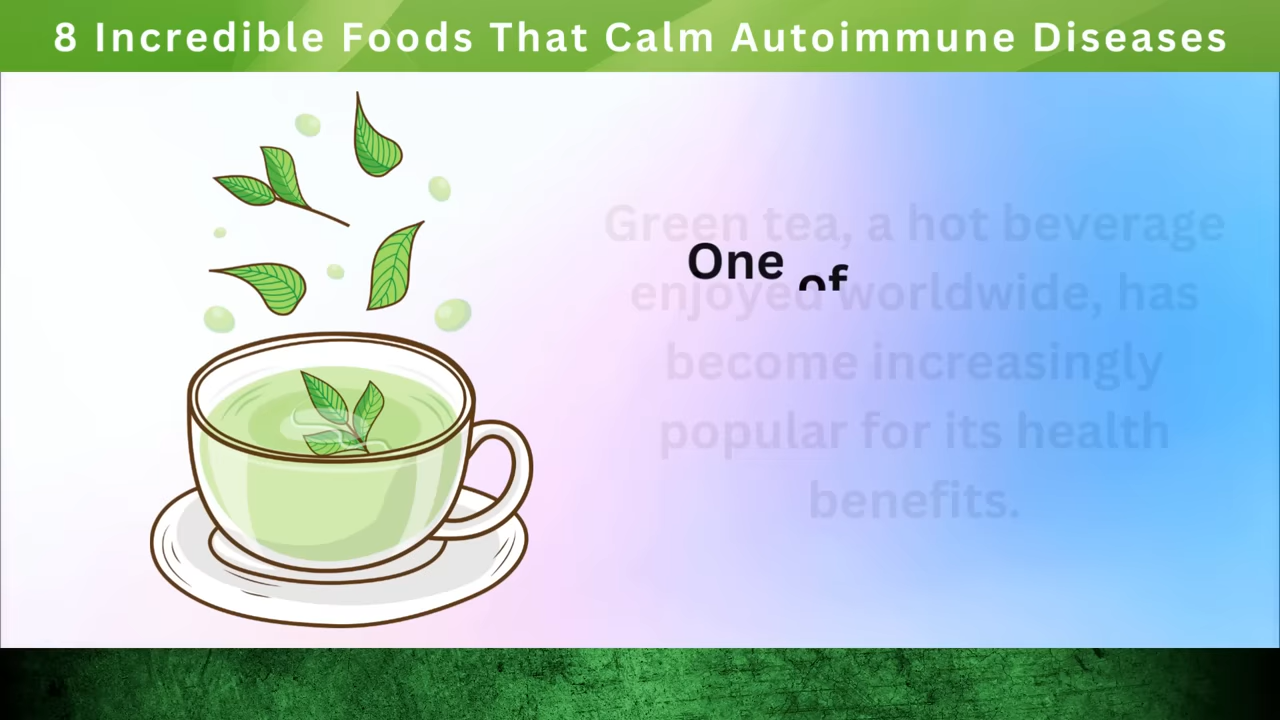 8 Incredible Foods That Calm Autoimmune Diseases
Green tea, a hot beverage
One of
enjoyed worldwide, has
become increasingly
popular for its health
benefits.